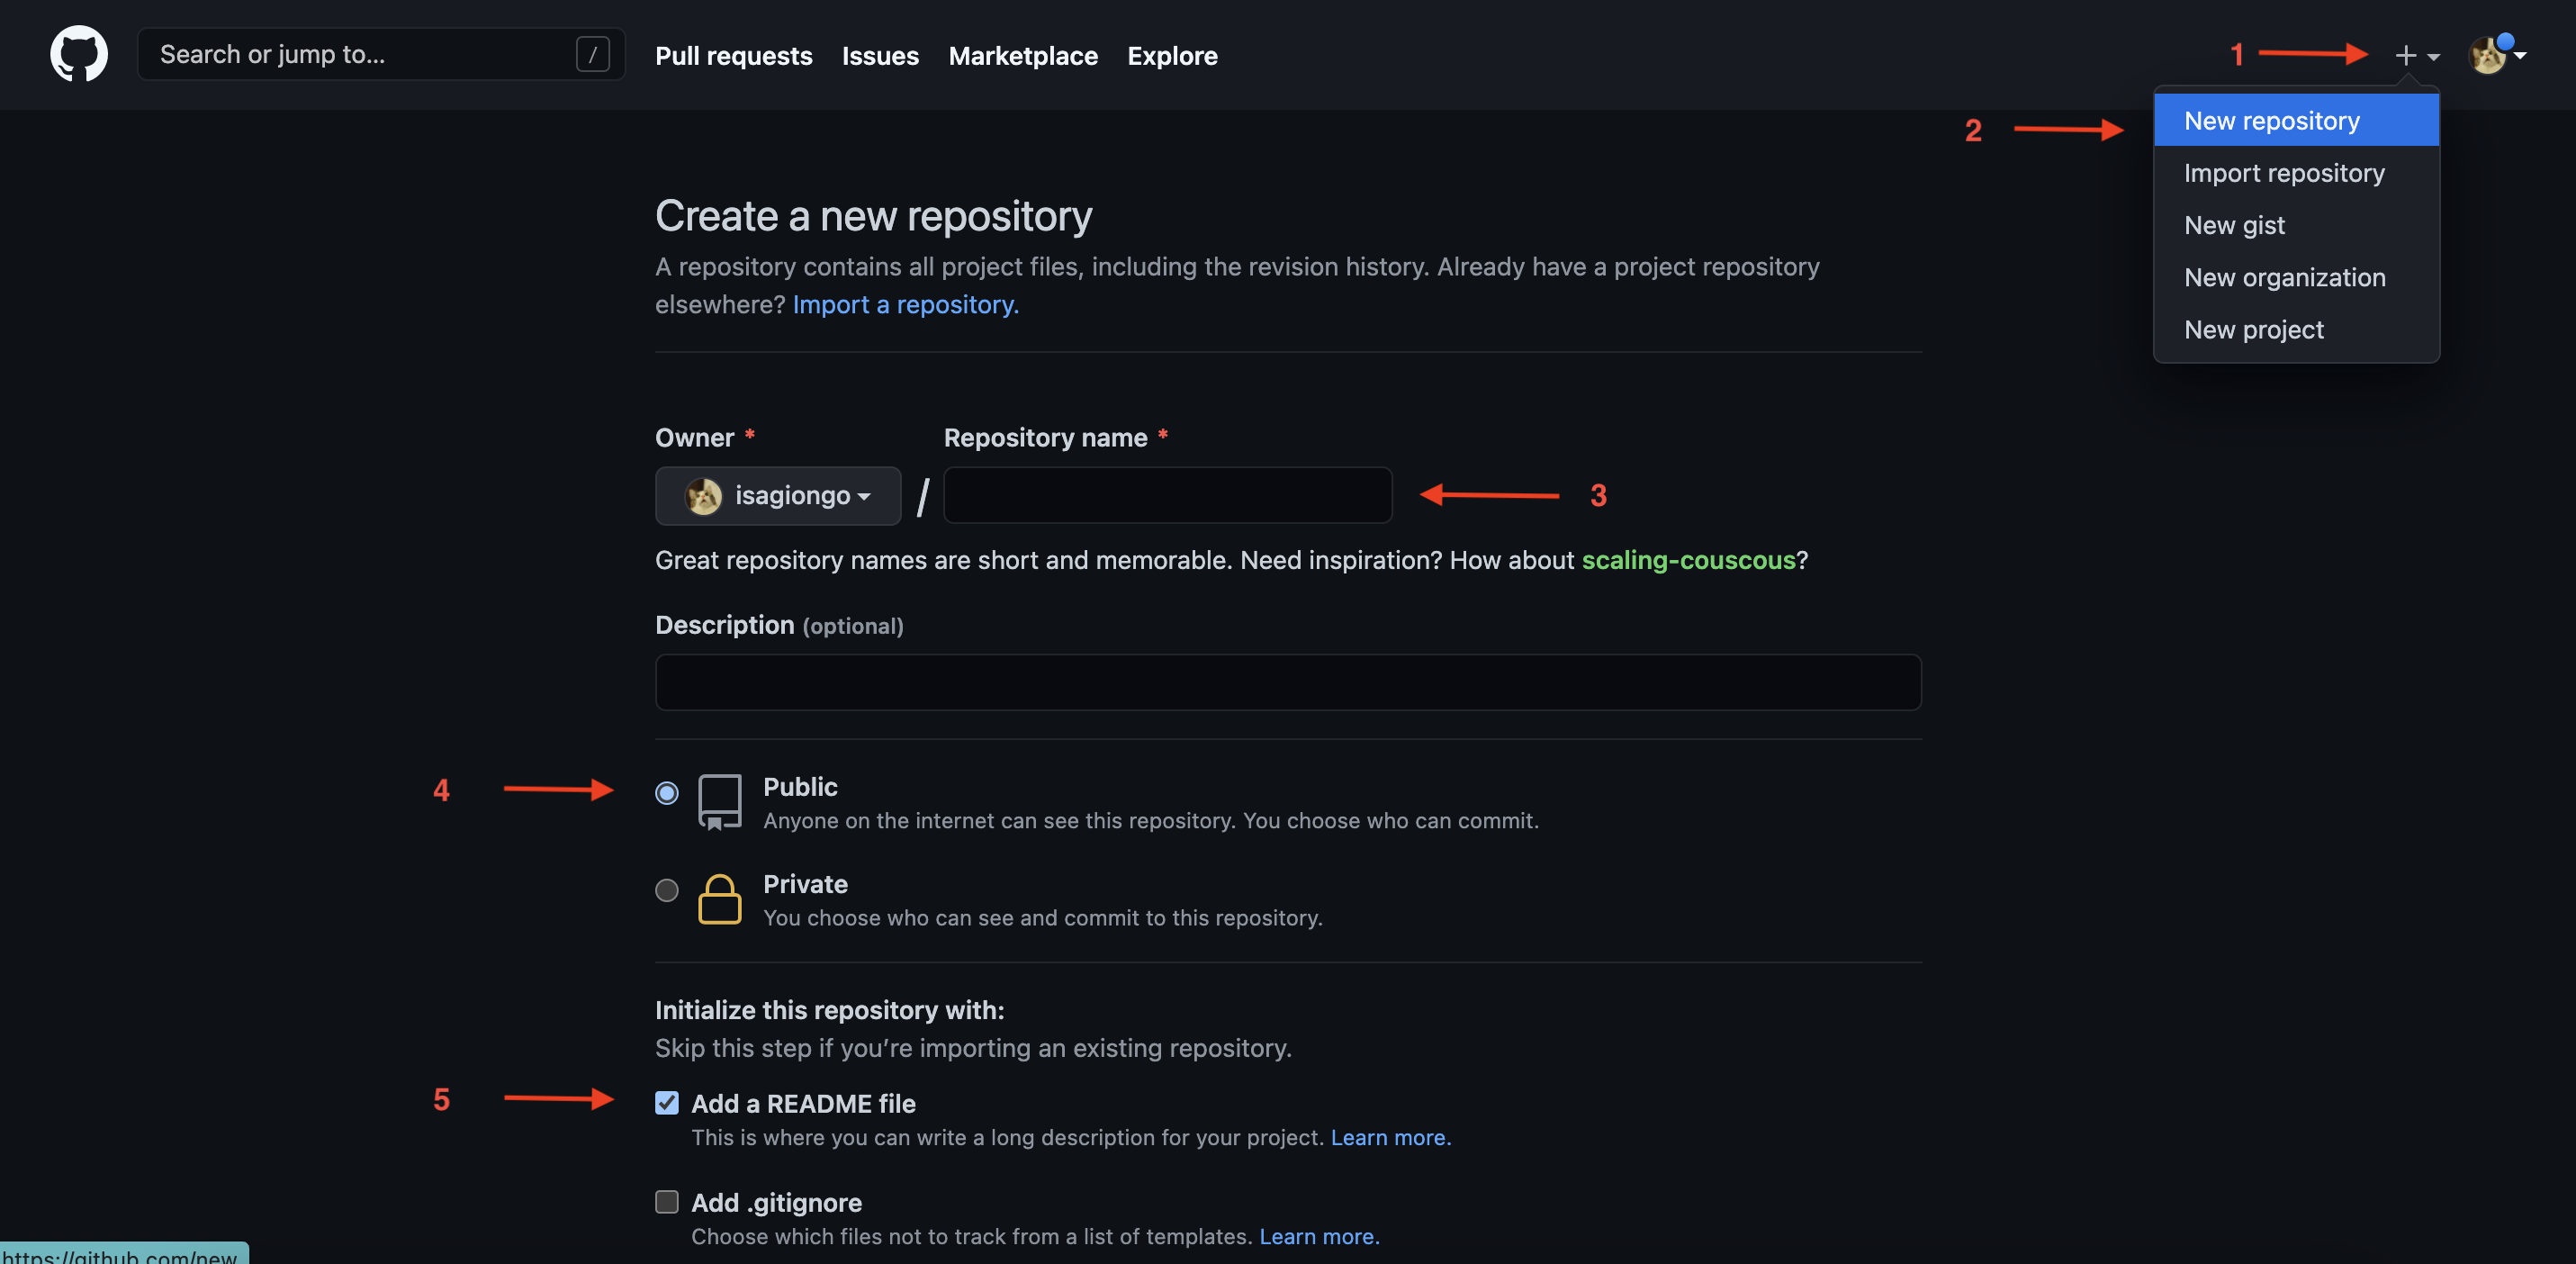 Search or jump to...
/
Pull requests
Issues
Marketplace
Explore
1
2
New repository
Import repository
New gist
New organization
New project
Create a new repository
A repository contains all project files, including the revision history. Already have a project repository
elsewhere? Import a repository.
Owner *
Repository name *
isagiongo
/
3
Great repository names are short and memorable. Need inspiration? How about scaling-couscous?
Description (optional)
4
Public
Anyone on the internet can see this repository. You choose who can commit.
Private
You choose who can see and commit to this repository.
Initialize this repository with:
Skip this step if you’re importing an existing repository.
5
Add a README file
This is where you can write a long description for your project. Learn more.
Add .gitignore
Choose which files not to track from a list of templates. Learn more.
https://github.com/new